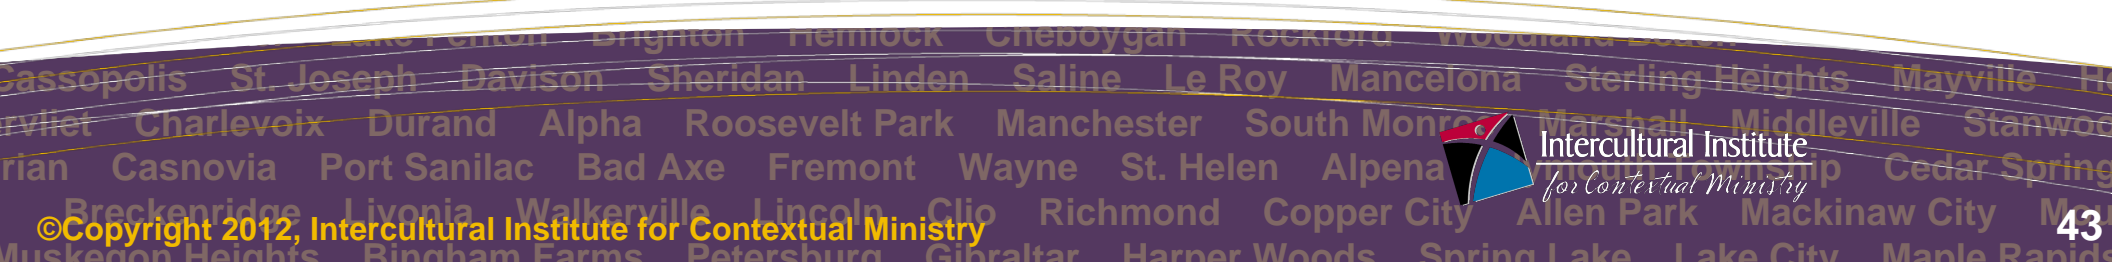 Lake Fenton Brighton Hemlock Cheboygan Rockford Woodland Beach
Cassopolis St. Joseph Davison Sheridan Linden Saline Le Roy Mancelona Sterling Heights Mayville
Charlevoix Durand Alpha Roosevelt Park Manchester South Monroe Marshall Middleville
Casnovia Port Sanilac Bad Axe Fremont Wayne St. Helen Alpena Cedar Spring
Intercultural Institute
for Contextual Ministry
Breckenridge Livonia Walkerville Lincoln Clio Richmond Copper City Allen Park Mackinaw City
©Copyright 2012, Intercultural Institute for Contextual Ministry
43
Muskegon Heights Bingham Farms Petersburg Gibraltar Harper Woods Spring Lake Lake City Maple Rapids